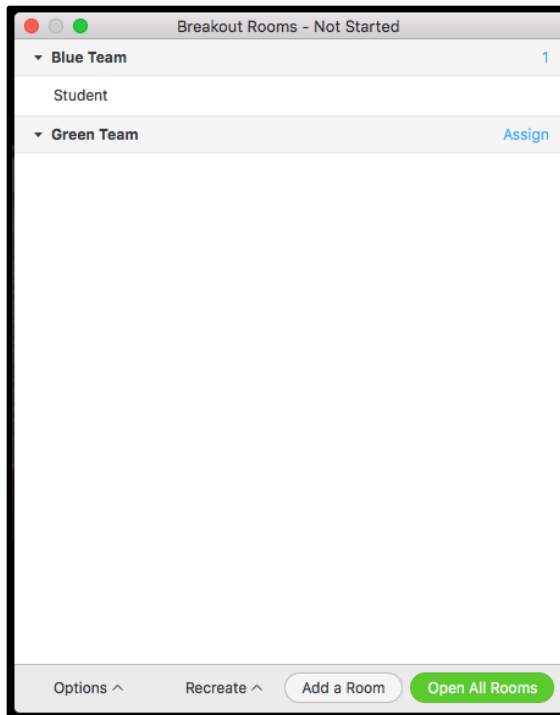 Breakout Rooms - Not Started
Blue Team 1
Student
Green Team Assign
Options Recreate Add a Room Open All Rooms